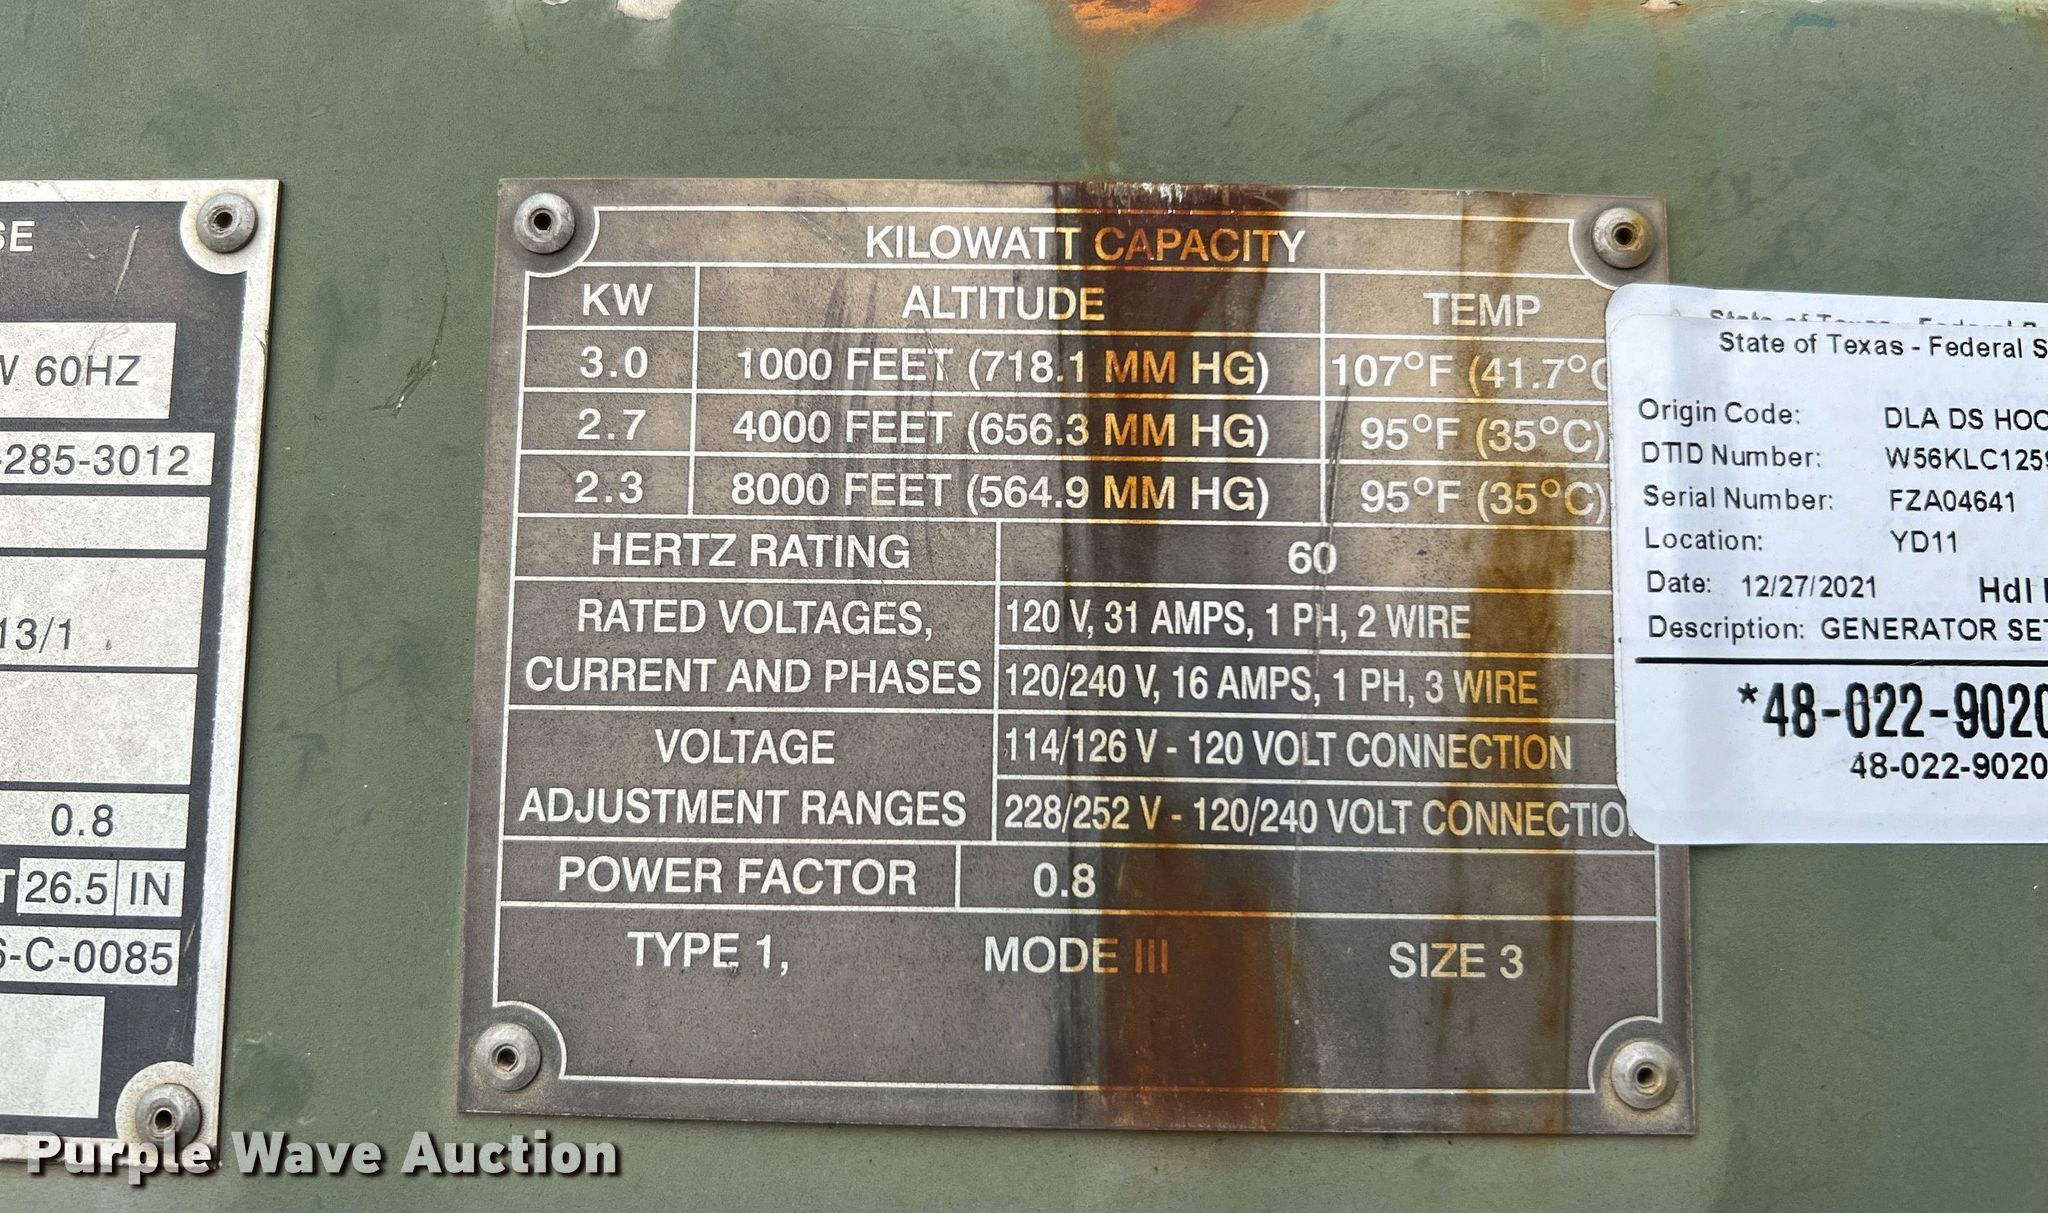 SE
W 60HZ
-285-3012
13/1
0.8
26.5 IN
-C-0085
KILOWATT CAPACITY
KW ALTITUDE TEMP
3.0 1000 FEET (718.1 MM HG) 107°F (41.7°C
2.7 4000 FEET (656.3 MM HG) 95°F (35°C)
2.3 8000 FEET (564.9 MM HG) 95°F (35°C)
HERTZ RATING 60
RATED VOLTAGES, 120 V, 31 AMPS, 1 PH, 2 WIRE
CURRENT AND PHASES 120/240 V, 16 AMPS, 1 PH, 3 WIRE
VOLTAGE 114/126 V - 120 VOLT CONNECTION
ADJUSTMENT RANGES 228/252 V - 120/240 VOLT CONNECTIO
POWER FACTOR 0.8
TYPE 1, MODE III SIZE 3
State of Texas - Federal
State of Texas - Federal S
Origin Code: DLA DS HOO
DTID Number: W56KLC1259
Serial Number: FZA04641
Location: YD11
Date: 12/27/2021 Hdl
Description: GENERATOR SET
*48-022-9020
48-022-9020
Purple Wave Auction